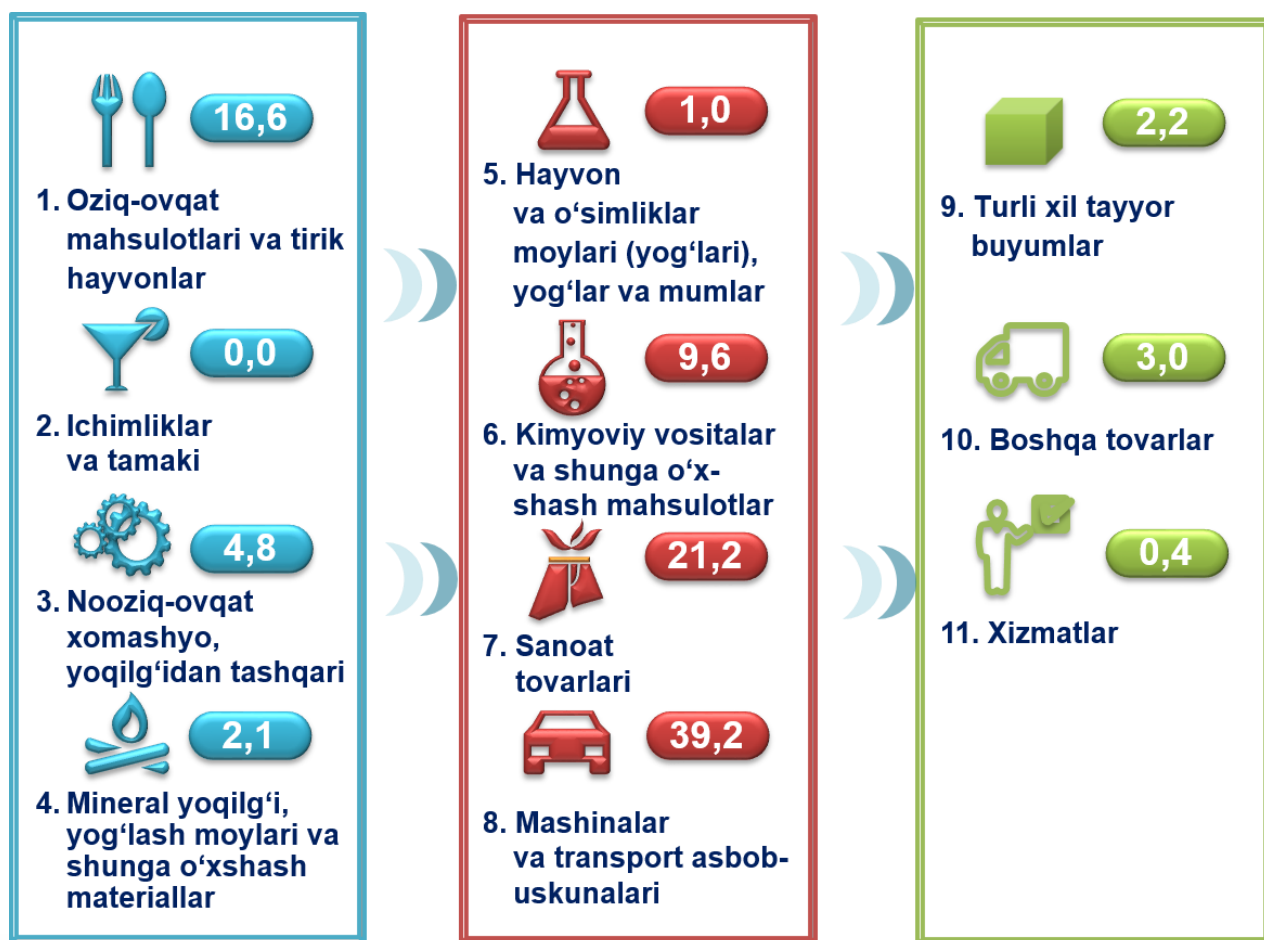 16,6
1. Oziq-ovqat
mahsulotlari va tirik
hayvonlar
0,0
2. Ichimliklar
va tamaki
4,8
3. Nooziq-ovqat
xomashyo,
yoqilg‘idan tashqari
2,1
4. Mineral yoqilg‘i,
yog‘lash moylari va
shunga o‘xshash
materiallar
1,0
5. Hayvon
va o‘simliklar
moylari (yog‘lari),
yog‘lar va mumlar
9,6
6. Kimyoviy vositalar
va shunga o‘x-
shash mahsulotlar
21,2
7. Sanoat
tovarlari
39,2
8. Mashinalar
va transport asbob-
uskunalari
2,2
9. Turli xil tayyor
buyumlar
3,0
10. Boshqa tovarlar
0,4
11. Xizmatlar